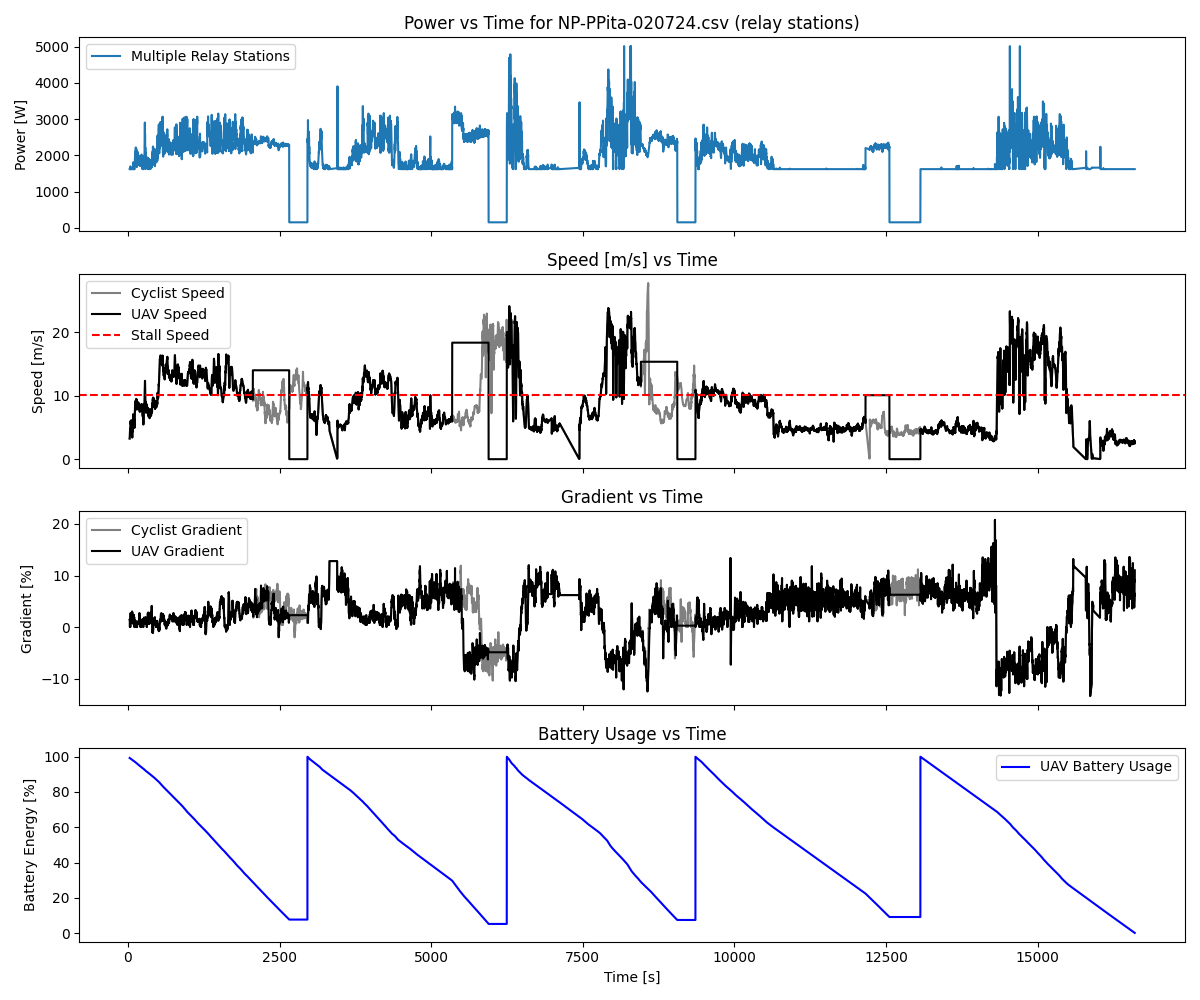 Power vs Time for NP-PPita-020724.csv (relay stations)
5000
4000
3000
2000
1000
0
Power [W]
Multiple Relay Stations
Speed [m/s] vs Time
20
10
0
Speed [m/s]
Cyclist Speed
UAV Speed
Stall Speed
Gradient vs Time
20
10
0
−10
Gradient [%]
Cyclist Gradient
UAV Gradient
Battery Usage vs Time
100
80
60
40
20
0
Battery Energy [%]
UAV Battery Usage
0 2500 5000 7500 10000 12500 15000
Time [s]